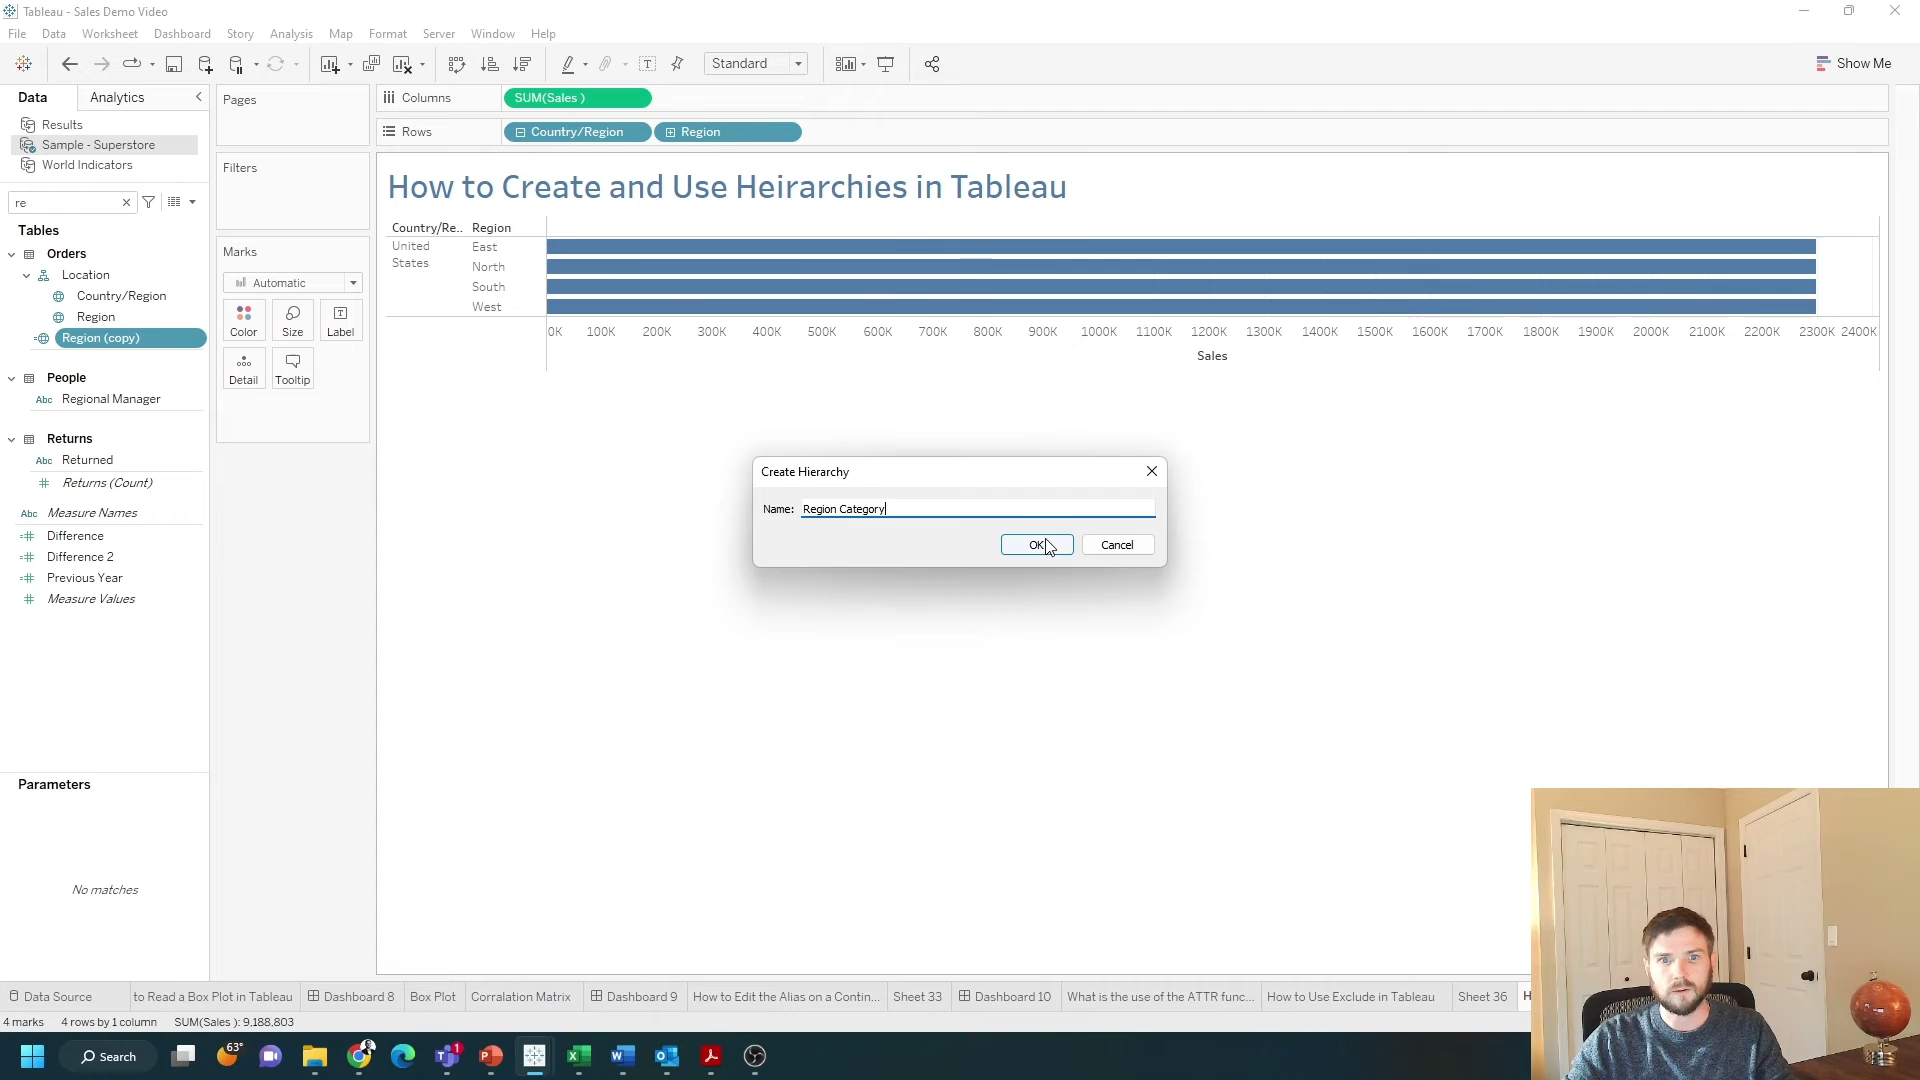 Tableau - Sales Demo Video
File Data Worksheet Dashboard Story Analysis Map Format Server Window Help
Standard
Show Me
Data Analytics
Results
Sample - Superstore
World Indicators
re
Tables
Orders
Location
Country/Region
Region
Region (copy)
People
Abc Regional Manager
Returns
Abc Returned
Returns (Count)
Abc Measure Names
Difference
Difference 2
Previous Year
Measure Values
Parameters
No matches
Pages
Filters
Marks
Automatic
Color Size Label
Detail Tooltip
Columns SUM(Sales )
Rows Country/Region Region
How to Create and Use Heirarchies in Tableau
Country/Re.. Region
United States East
North
South
West
0K 100K 200K 300K 400K 500K 600K 700K 800K 900K 1000K 1100K 1200K 1300K 1400K 1500K 1600K 1700K 1800K 1900K 2000K 2100K 2200K 2300K 2400K
Sales
Create Hierarchy
Name: Region Category
OK Cancel
Data Source to Read a Box Plot in Tableau Dashboard 8 Box Plot Corralation Matrix Dashboard 9 How to Edit the Alias on a Contin... Sheet 33 Dashboard 10 What is the use of the ATTR func... How to Use Exclude in Tableau Sheet 36 H
4 marks 4 rows by 1 column SUM(Sales ): 9,188,803
Search 63° 1